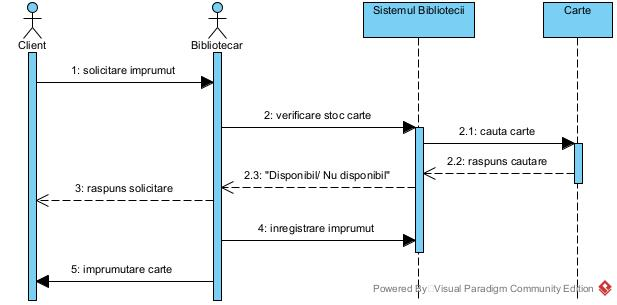 Sistemul Bibliotecii
Carte
Client
Bibliotecar
1: solicitare imprumut
2: verificare stoc carte
2.1: cauta carte
2.2: raspuns cautare
2.3: "Disponibil/ Nu disponibil"
3: raspuns solicitare
4: inregistrare imprumut
5: imprumutare carte
Powered By Visual Paradigm Community Edition